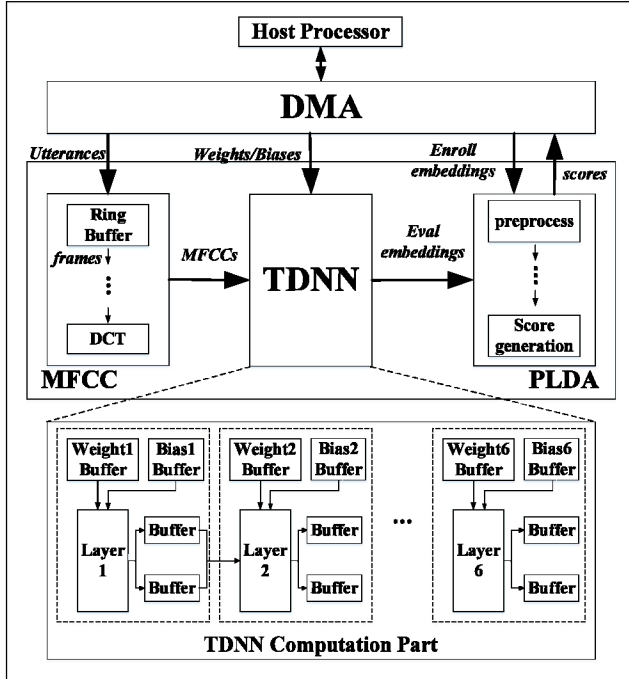 Host Processor
DMA
Utterances
Weights/Biases
Enroll
embeddings
scores
Ring
Buffer
frames
DCT
MFCC
MFCCs
TDNN
Eval
embeddings
preprocess
Score
generation
PLDA
Weight1
Buffer
Bias1
Buffer
Weight2
Buffer
Bias2
Buffer
Weight6
Buffer
Bias6
Buffer
Layer
1
Buffer
Buffer
Layer
2
Buffer
Buffer
...
Layer
6
Buffer
Buffer
TDNN Computation Part